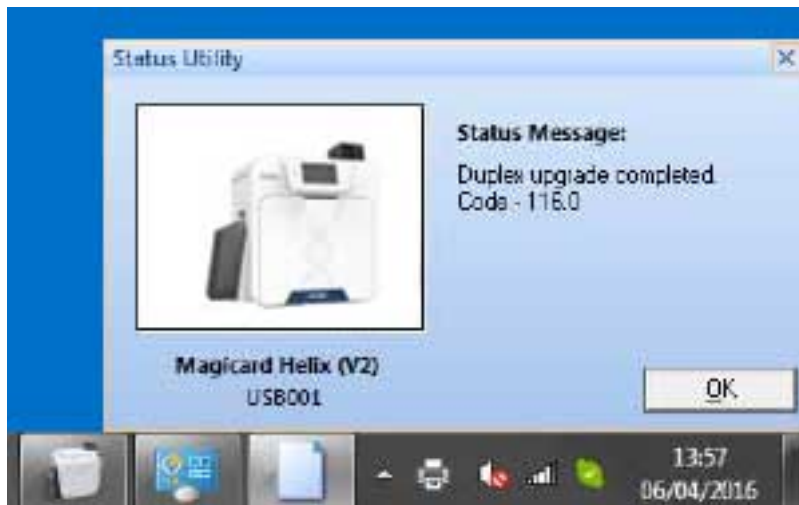 Status Utility
Status Message:
Duplex upgrade completed.
Code - 116.0
Magicard Helix (V2)
USB001
OK
13:57
06/04/2016